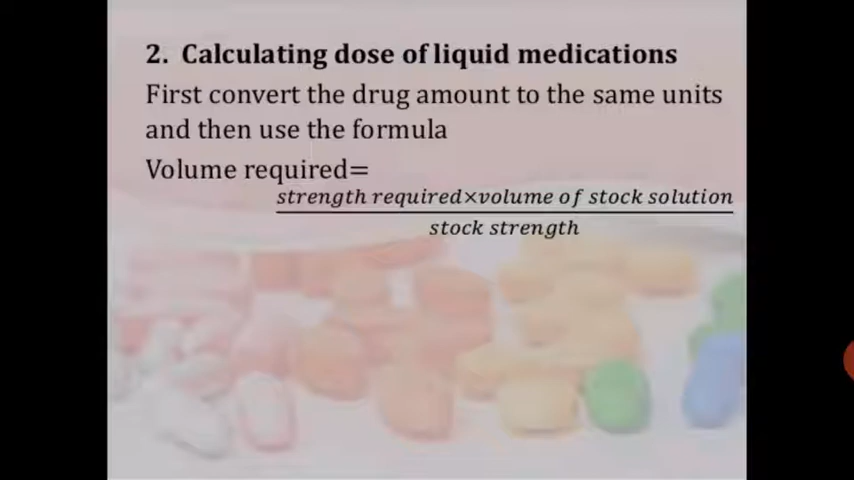 2. Calculating dose of liquid medications
First convert the drug amount to the same units
and then use the formula
Volume required=
strength required×volume of stock solution
stock strength